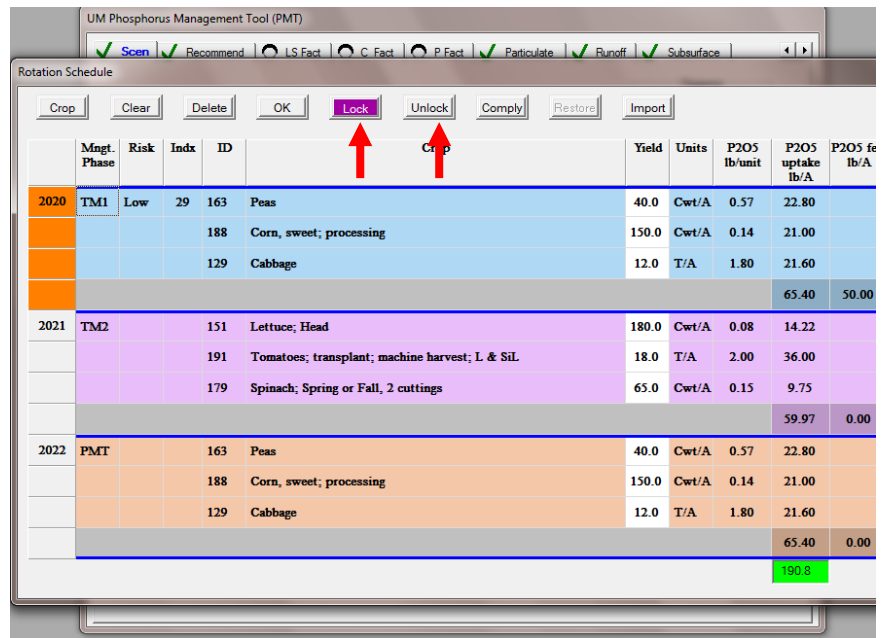 UM Phosphorus Management Tool (PMT)
Scen Recommend LS Fact C Fact P Fact Particulate Runoff Subsurface
Rotation Schedule
Crop Clear Delete OK Lock Unlock Comply Restore Import
Mngt. Phase Risk Indx ID Crop Yield Units P2O5 lb/unit P2O5 uptake lb/A P2O5 fe lb/A
2020 TM1 Low 29 163 Peas 40.0 Cwt/A 0.57 22.80
188 Corn, sweet; processing 150.0 Cwt/A 0.14 21.00
129 Cabbage 12.0 T/A 1.80 21.60
65.40 50.00
2021 TM2 151 Lettuce; Head 180.0 Cwt/A 0.08 14.22
191 Tomatoes; transplant; machine harvest; L & SiL 18.0 T/A 2.00 36.00
179 Spinach; Spring or Fall, 2 cuttings 65.0 Cwt/A 0.15 9.75
59.97 0.00
2022 PMT 163 Peas 40.0 Cwt/A 0.57 22.80
188 Corn, sweet; processing 150.0 Cwt/A 0.14 21.00
129 Cabbage 12.0 T/A 1.80 21.60
65.40 0.00
190.8